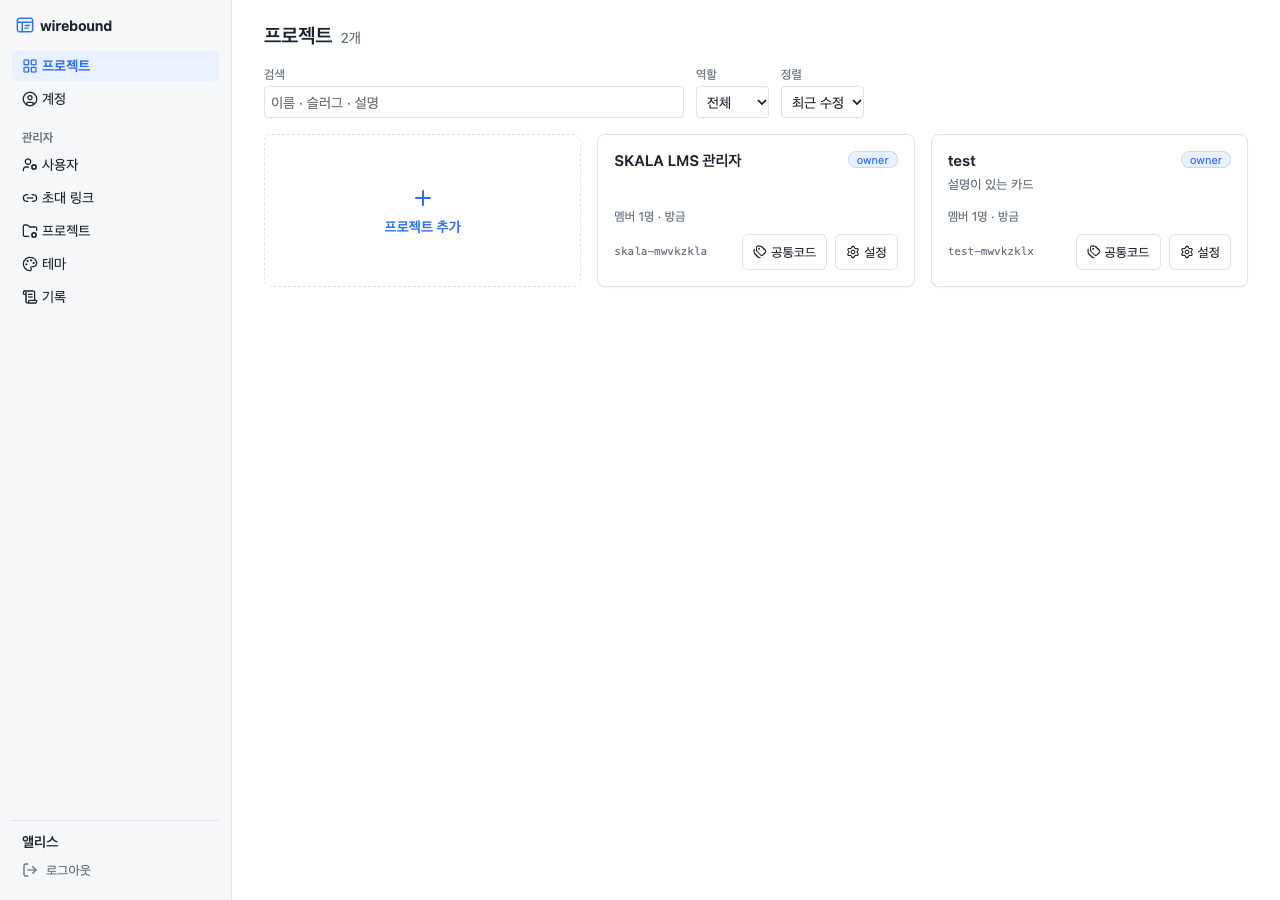 wirebound
프로젝트
계정
관리자
사용자
초대 링크
프로젝트
테마
기록
앨리스
로그아웃
프로젝트 2개
검색
이름 · 슬러그 · 설명
역할
전체
정렬
최근 수정
프로젝트 추가
SKALA LMS 관리자
owner
멤버 1명 · 방금
skala-mwvkzkla
공통코드
설정
test
owner
설명이 있는 카드
멤버 1명 · 방금
test-mwvkzklx
공통코드
설정